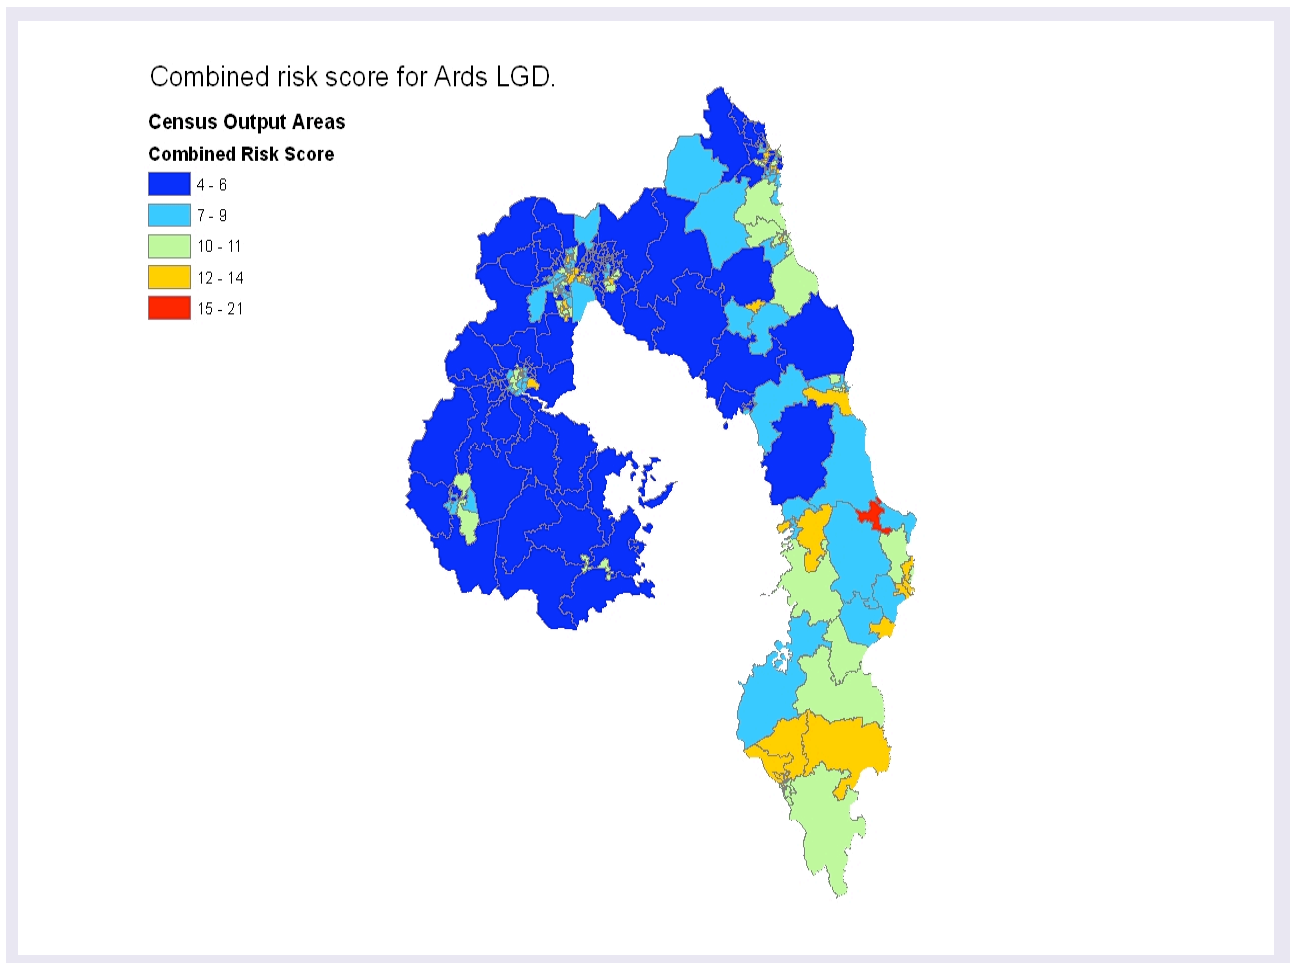 Combined risk score for Ards LGD.
Census Output Areas
Combined Risk Score
4 - 6
7 - 9
10 - 11
12 - 14
15 - 21